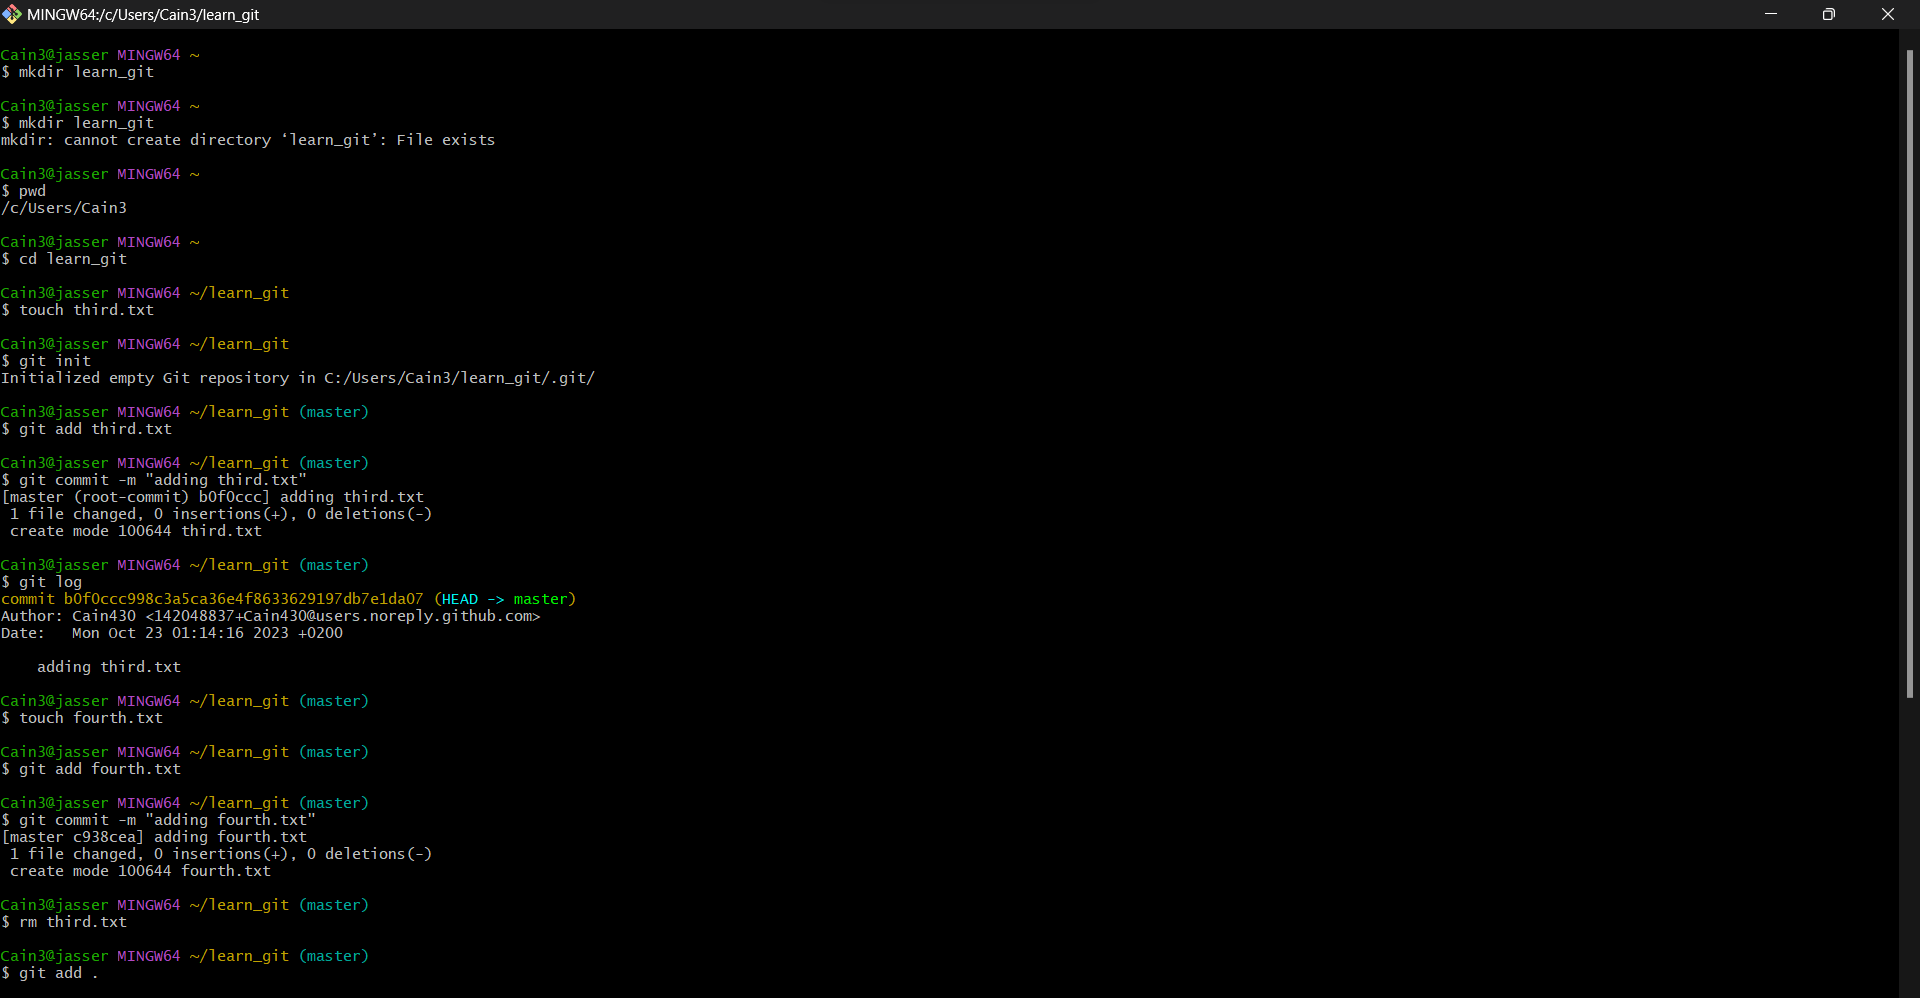 MINGW64:/c/Users/Cain3/learn_git
Cain3@jasser MINGW64 ~
$ mkdir learn_git
Cain3@jasser MINGW64 ~
$ mkdir learn_git
mkdir: cannot create directory ‘learn_git’: File exists
Cain3@jasser MINGW64 ~
$ pwd
/c/Users/Cain3
Cain3@jasser MINGW64 ~
$ cd learn_git
Cain3@jasser MINGW64 ~/learn_git
$ touch third.txt
Cain3@jasser MINGW64 ~/learn_git
$ git init
Initialized empty Git repository in C:/Users/Cain3/learn_git/.git/
Cain3@jasser MINGW64 ~/learn_git (master)
$ git add third.txt
Cain3@jasser MINGW64 ~/learn_git (master)
$ git commit -m "adding third.txt"
[master (root-commit) b0f0ccc] adding third.txt
 1 file changed, 0 insertions(+), 0 deletions(-)
 create mode 100644 third.txt
Cain3@jasser MINGW64 ~/learn_git (master)
$ git log
commit b0f0ccc998c3a5ca36e4f8633629197db7e1da07 (HEAD -> master)
Author: Cain430 <142048837+Cain430@users.noreply.github.com>
Date:   Mon Oct 23 01:14:16 2023 +0200
    adding third.txt
Cain3@jasser MINGW64 ~/learn_git (master)
$ touch fourth.txt
Cain3@jasser MINGW64 ~/learn_git (master)
$ git add fourth.txt
Cain3@jasser MINGW64 ~/learn_git (master)
$ git commit -m "adding fourth.txt"
[master c938cea] adding fourth.txt
 1 file changed, 0 insertions(+), 0 deletions(-)
 create mode 100644 fourth.txt
Cain3@jasser MINGW64 ~/learn_git (master)
$ rm third.txt
Cain3@jasser MINGW64 ~/learn_git (master)
$ git add .